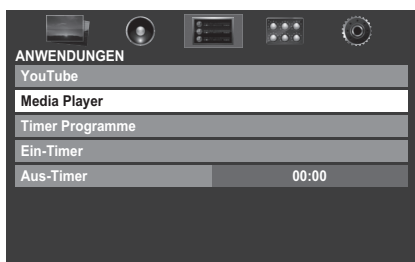 ANWENDUNGEN
YouTube
Media Player
Timer Programme
Ein-Timer
Aus-Timer 00:00